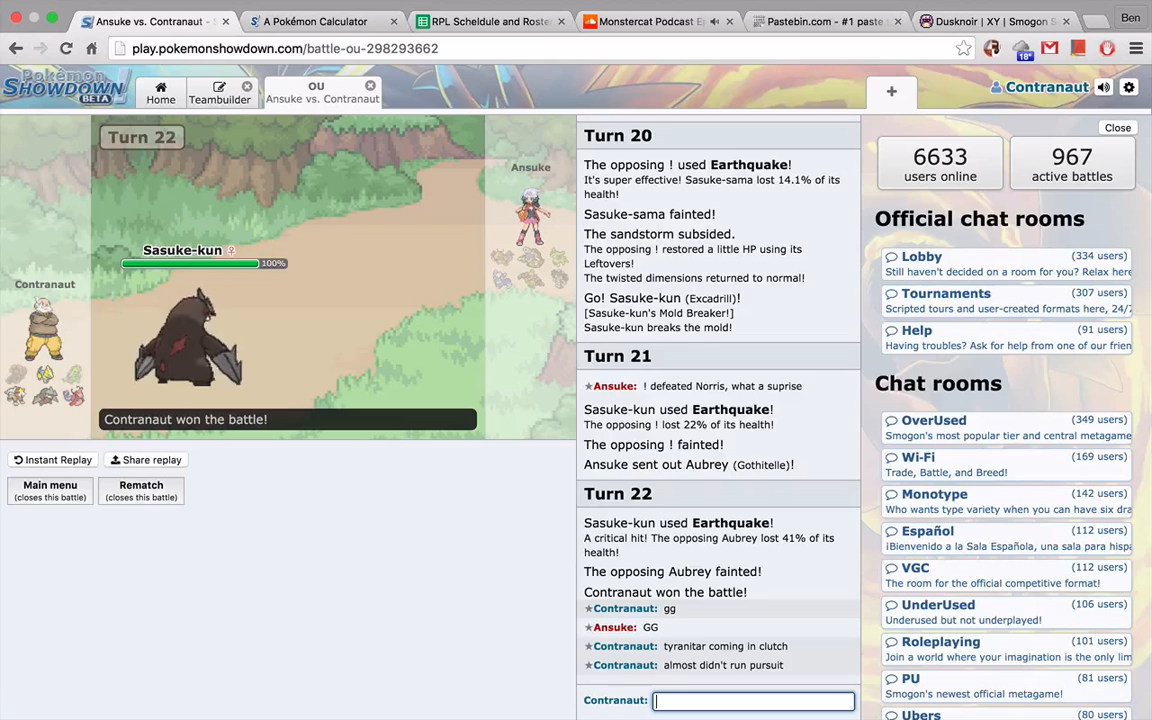 Ansuke vs. Contranaut - S
A Pokémon Calculator
RPL Scheldule and Roster
Monstercat Podcast Ep
Pastebin.com - #1 paste
Dusknoir | XY | Smogon S
Ben
play.pokemonshowdown.com/battle-ou-298293662
18°
Pokémon
SHOWDOWN!
BETA
Home
Teambuilder
OU
Ansuke vs. Contranaut
+
Contranaut
Turn 22
Ansuke
Sasuke-kun ♀
100%
Contranaut
Contranaut won the battle!
Instant Replay
Share replay
Main menu
(closes this battle)
Rematch
(closes this battle)
Turn 20
The opposing ! used Earthquake!
It's super effective! Sasuke-sama lost 14.1% of its
health!
Sasuke-sama fainted!
The sandstorm subsided.
The opposing ! restored a little HP using its
Leftovers!
The twisted dimensions returned to normal!
Go! Sasuke-kun (Excadrill)!
[Sasuke-kun's Mold Breaker!]
Sasuke-kun breaks the mold!
Turn 21
★Ansuke: ! defeated Norris, what a suprise
Sasuke-kun used Earthquake!
The opposing ! lost 22% of its health!
The opposing ! fainted!
Ansuke sent out Aubrey (Gothitelle)!
Turn 22
Sasuke-kun used Earthquake!
A critical hit! The opposing Aubrey lost 41% of its
health!
The opposing Aubrey fainted!
Contranaut won the battle!
★Contranaut: gg
★Ansuke: GG
★Contranaut: tyranitar coming in clutch
★Contranaut: almost didn't run pursuit
Contranaut:
Close
6633
users online
967
active battles
Official chat rooms
Lobby (334 users)
Still haven't decided on a room for you? Relax here
Tournaments (307 users)
Scripted tours and user-created formats here, 24/7
Help (91 users)
Having troubles? Ask for help from one of our frien
Chat rooms
OverUsed (349 users)
Smogon's most popular tier and central metagame
Wi-Fi (169 users)
Trade, Battle, and Breed!
Monotype (142 users)
Who wants type variety when you can have six dra
Español (112 users)
¡Bienvenido a la Sala Española, una sala para hisp
VGC (112 users)
The room for the official competitive format!
UnderUsed (106 users)
Underused but not underplayed!
Roleplaying (101 users)
Join a world where your imagination is the only lim
PU (81 users)
Smogon's newest official metagame!
Ubers (80 users)